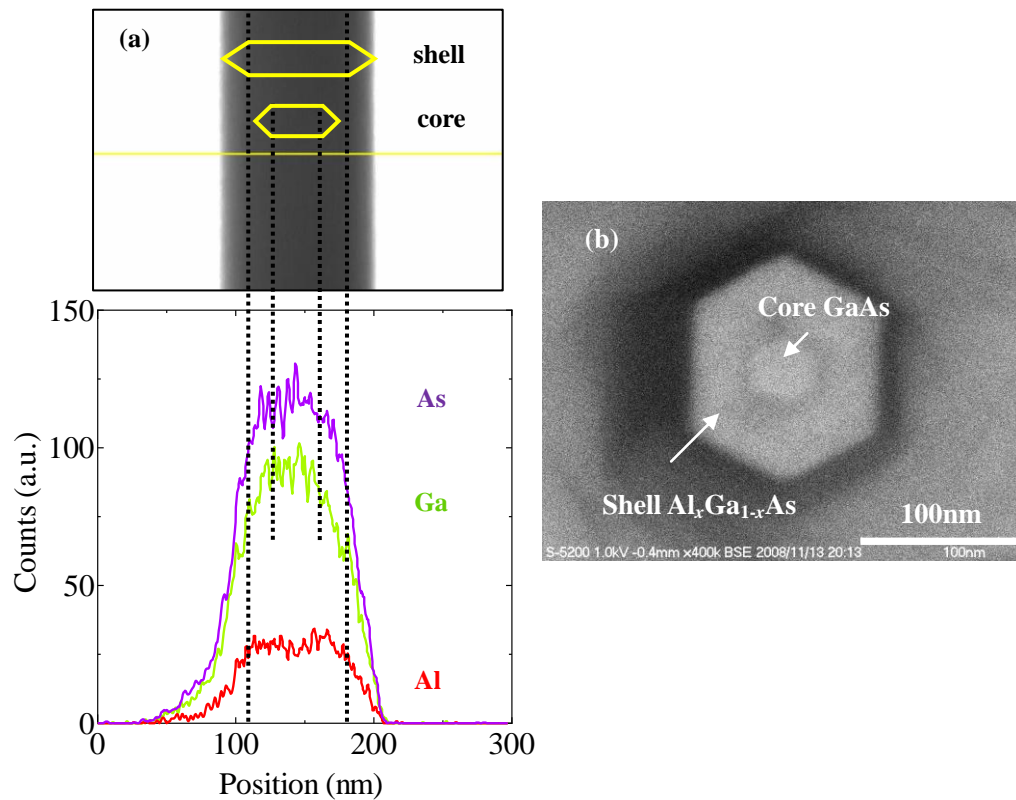 (a)
shell
core
150
100
50
0
As
Ga
Al
Counts (a.u.)
0
100
200
300
Position (nm)
(b)
Core GaAs
Shell AlxGa1-xAs
100nm
S-5200 1.0kV -0.4mm x400k BSE 2008/11/13 20:13
100nm